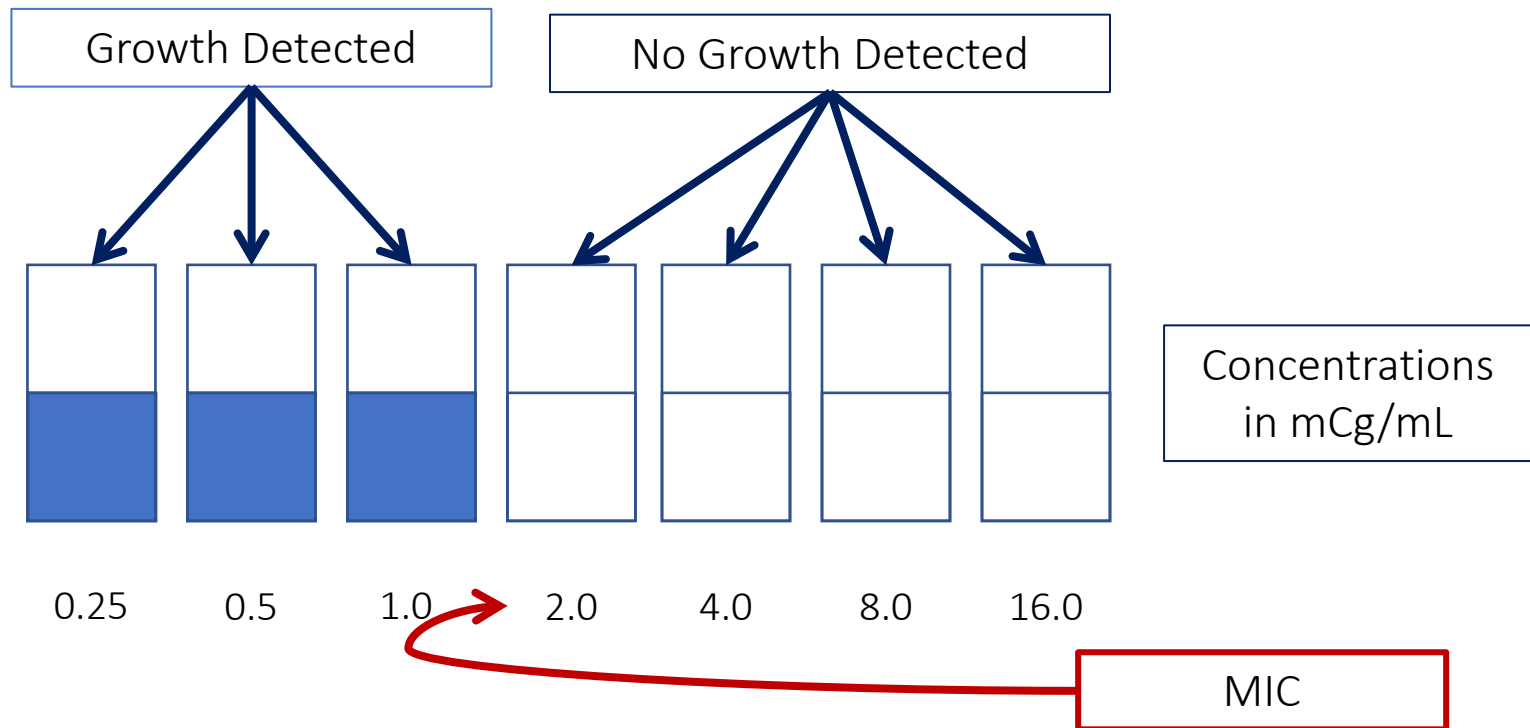 Growth Detected
No Growth Detected
Concentrations
in mCg/mL
0.25 0.5 1.0 2.0 4.0 8.0 16.0
MIC